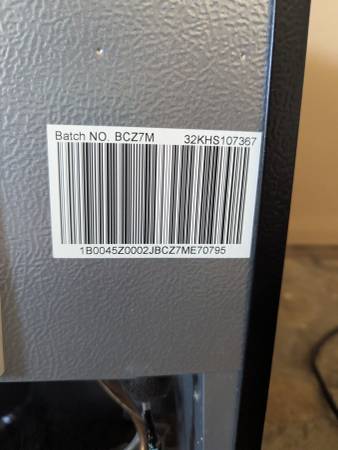 Batch NO. BCZ7M 32KHS107367
1B0045Z0002JBCZ7ME70795